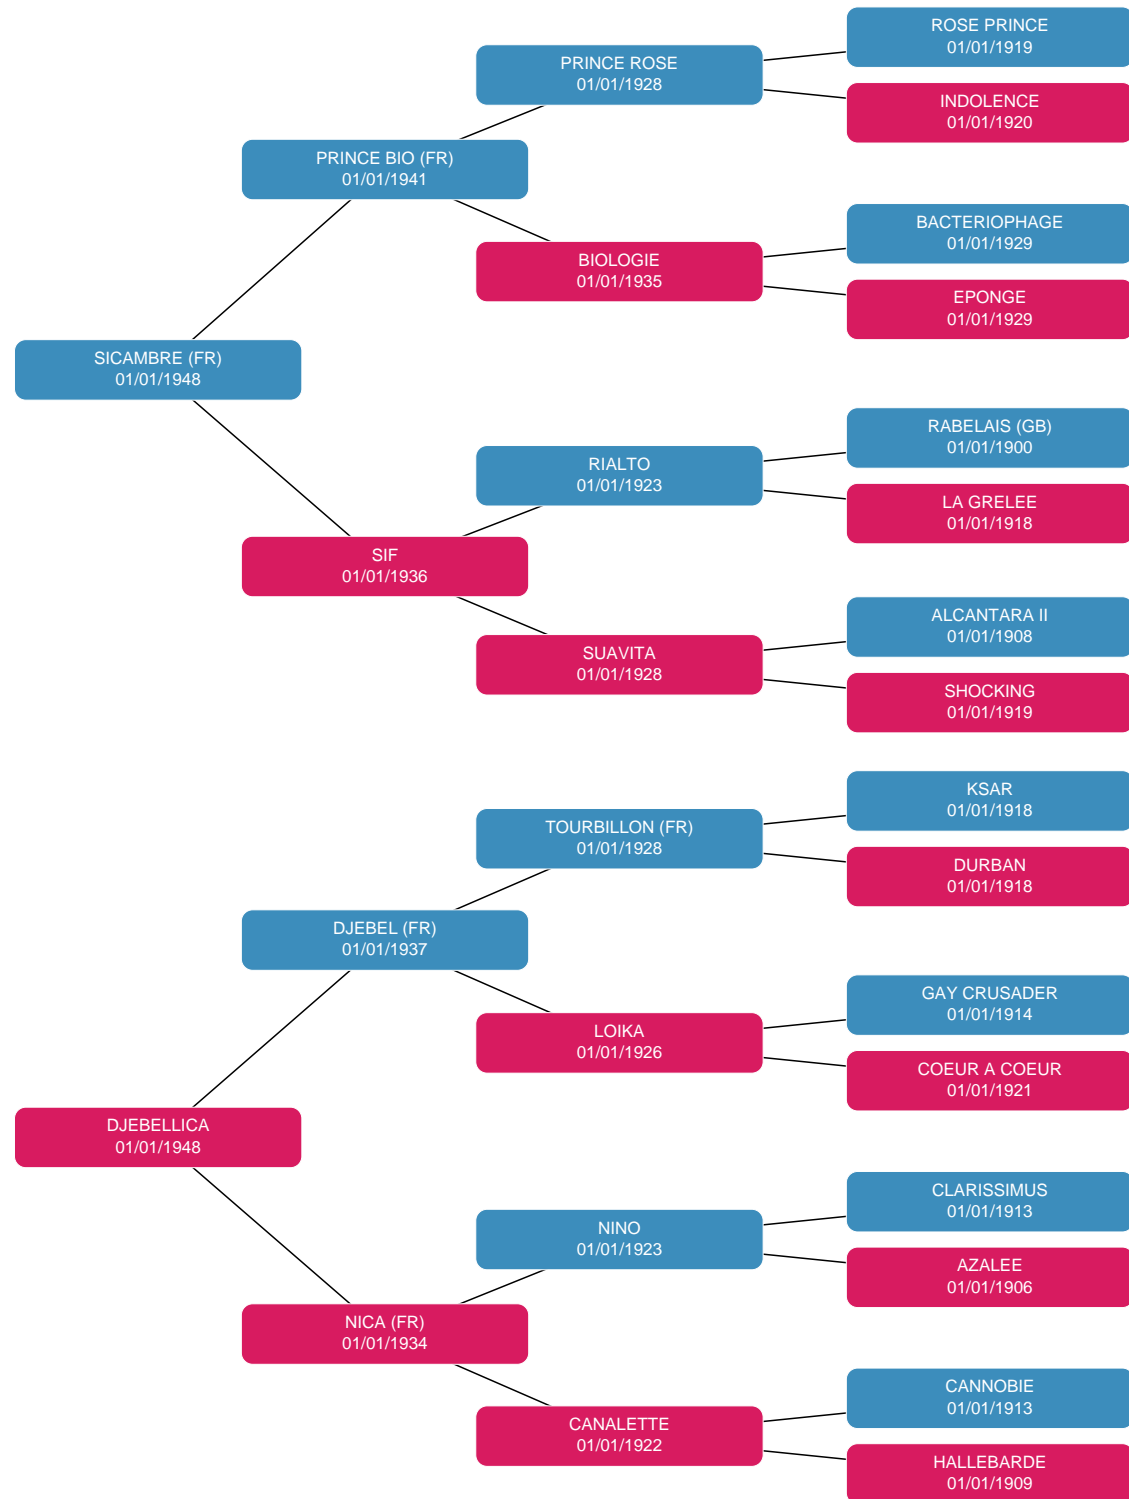 ROSE PRINCE
01/01/1919
PRINCE ROSE
01/01/1928
INDOLENCE
01/01/1920
PRINCE BIO (FR)
01/01/1941
BACTERIOPHAGE
01/01/1929
BIOLOGIE
01/01/1935
EPONGE
01/01/1929
SICAMBRE (FR)
01/01/1948
RABELAIS (GB)
01/01/1900
RIALTO
01/01/1923
LA GRELEE
01/01/1918
SIF
01/01/1936
ALCANTARA II
01/01/1908
SUAVITA
01/01/1928
SHOCKING
01/01/1919
KSAR
01/01/1918
TOURBILLON (FR)
01/01/1928
DURBAN
01/01/1918
DJEBEL (FR)
01/01/1937
GAY CRUSADER
01/01/1914
LOIKA
01/01/1926
COEUR A COEUR
01/01/1921
DJEBELLICA
01/01/1948
CLARISSIMUS
01/01/1913
NINO
01/01/1923
AZALEE
01/01/1906
NICA (FR)
01/01/1934
CANNOBIE
01/01/1913
CANALETTE
01/01/1922
HALLEBARDE
01/01/1909